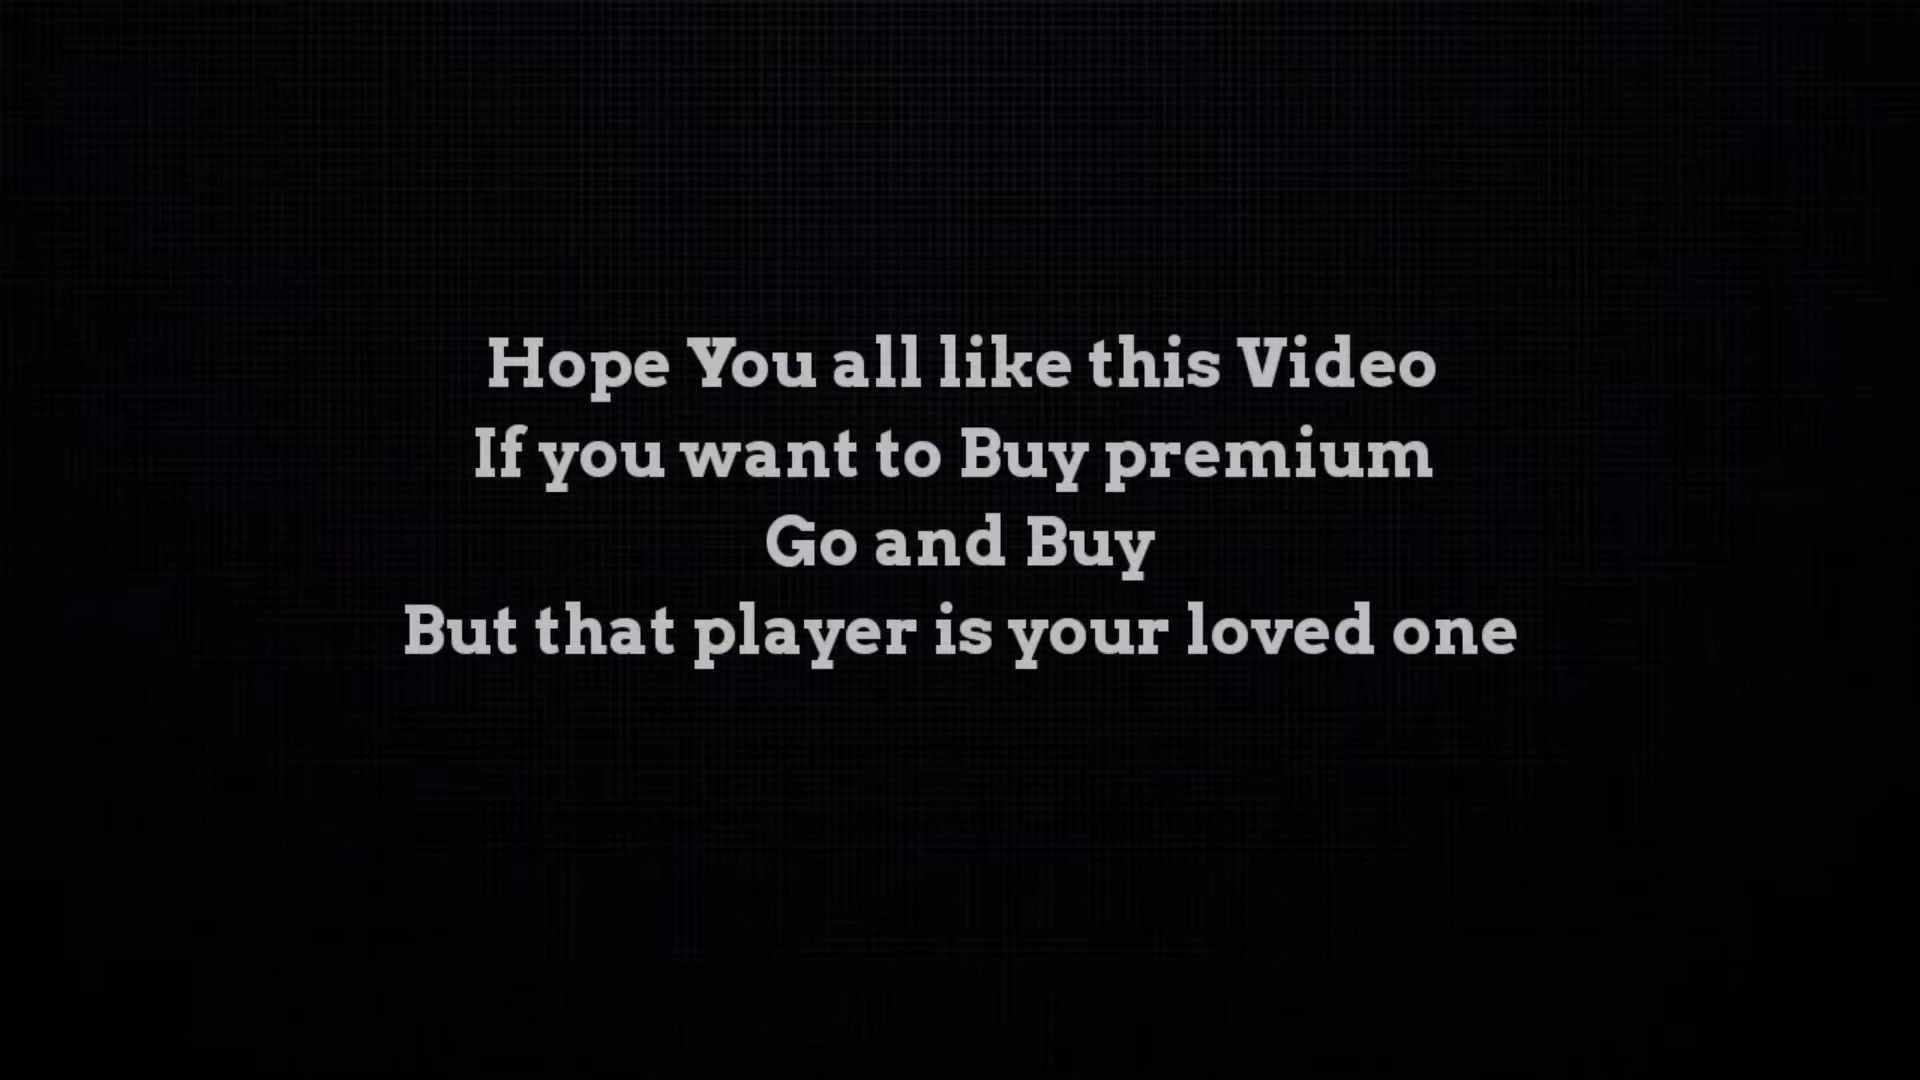 Hope You all like this Video
If you want to Buy premium
Go and Buy
But that player is your loved one